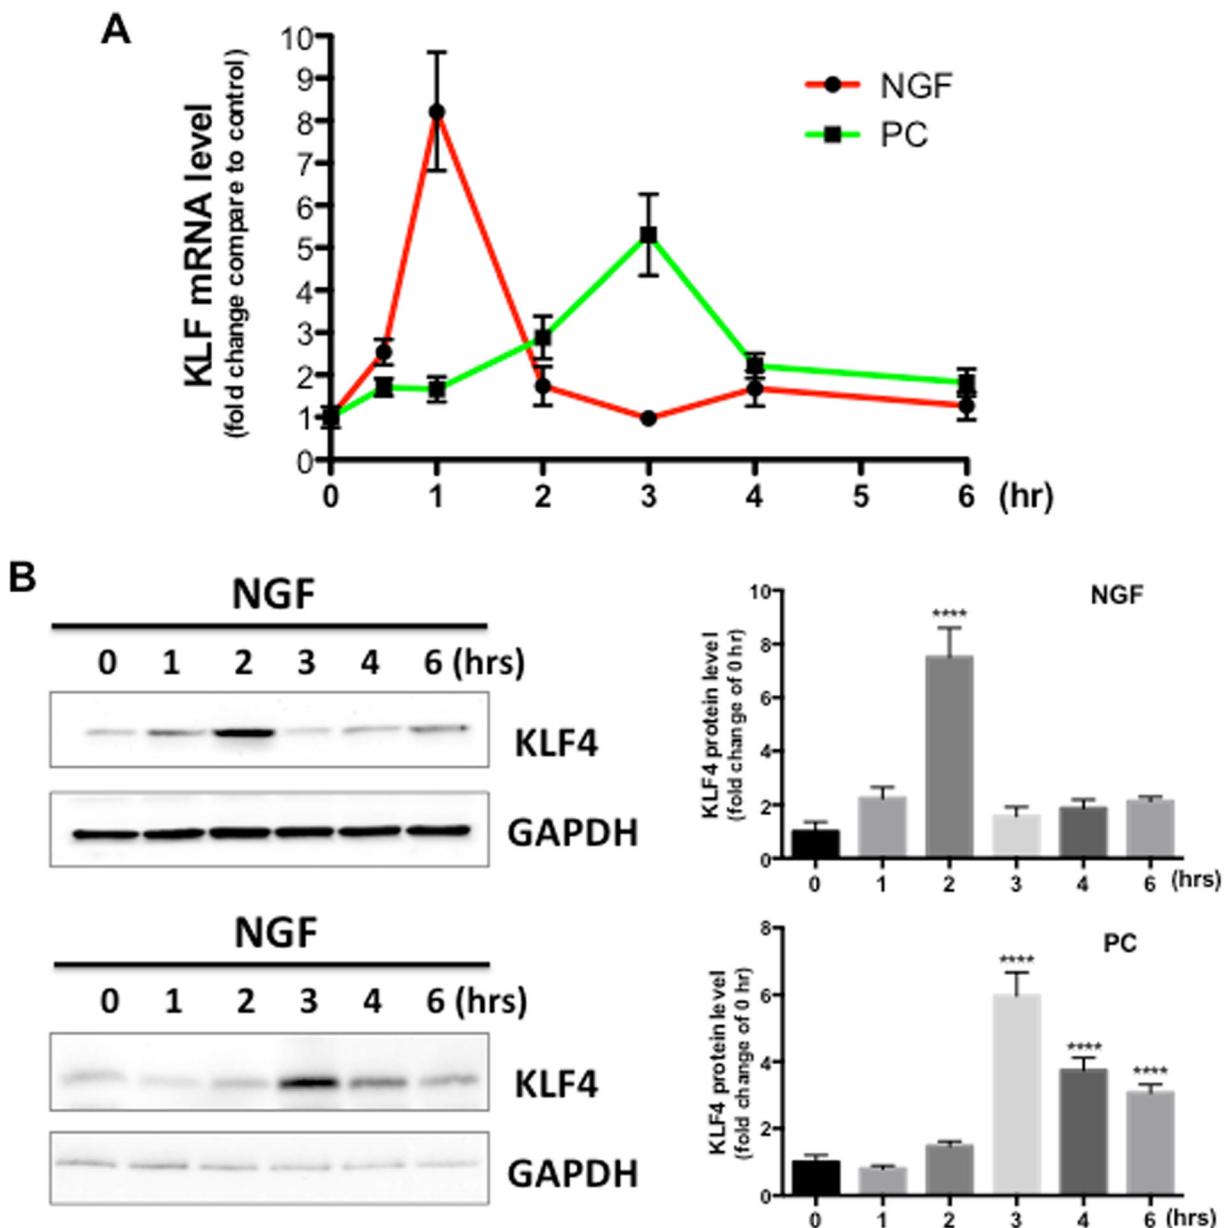 A
KLF mRNA level
(fold change compare to control)
10
9
8
7
6
5
4
3
2
1
0
0 1 2 3 4 5 6 (hr)
NGF
PC
B
NGF
0 1 2 3 4 6 (hrs)
KLF4
GAPDH
NGF
0 1 2 3 4 6 (hrs)
KLF4
GAPDH
NGF
KLF4 protein level
(fold change of 0 hr)
10
8
6
4
2
0
****
0 1 2 3 4 6 (hrs)
PC
KLF4 protein level
(fold change of 0 hr)
8
6
4
2
0
****
****
****
0 1 2 3 4 6 (hrs)